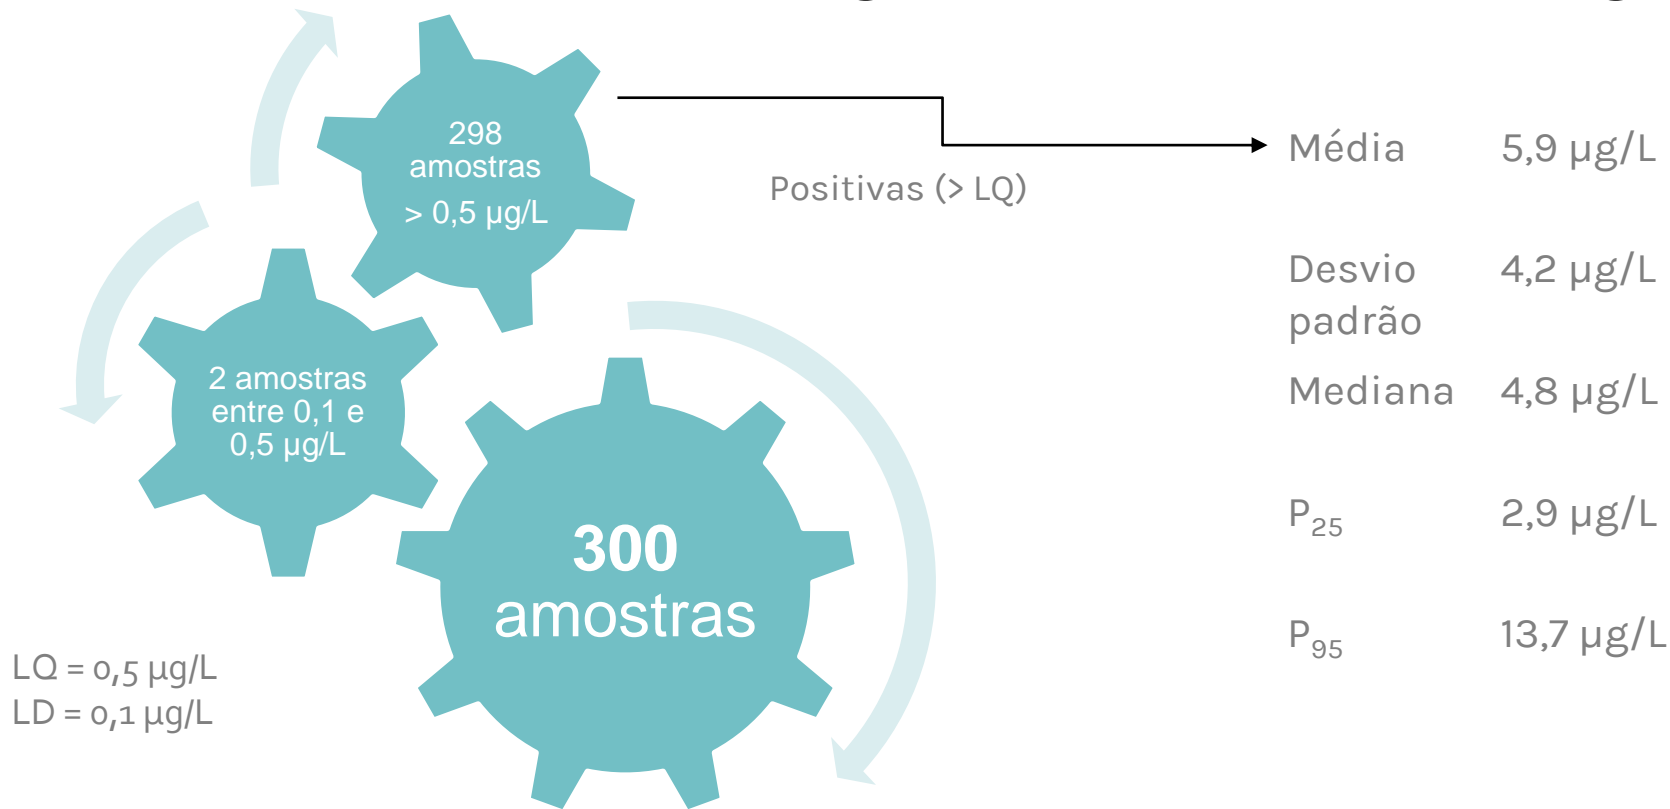 298
amostras
> 0,5 µg/L
Positivas (> LQ)
2 amostras
entre 0,1 e
0,5 µg/L
300
amostras
LQ = 0,5 µg/L
LD = 0,1 µg/L
Média 5,9 µg/L
Desvio 4,2 µg/L
padrão
Mediana 4,8 µg/L
P25 2,9 µg/L
P95 13,7 µg/L